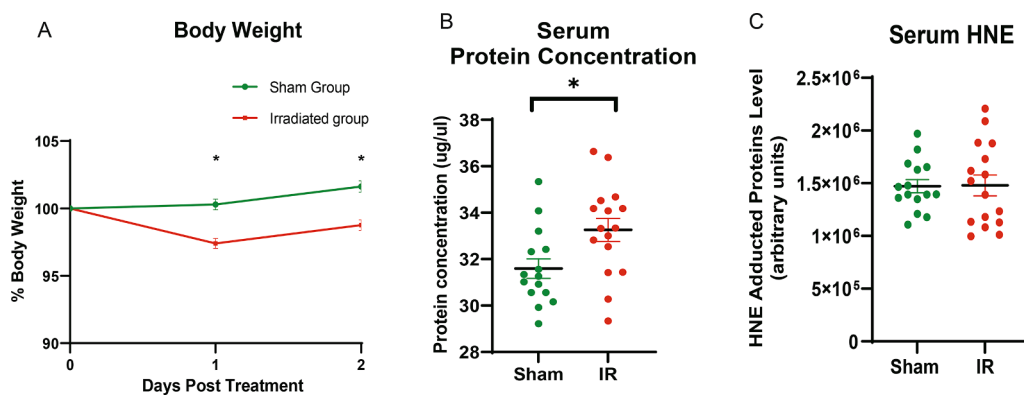 A
Body Weight
Sham Group
Irradiated group
105
100
95
90
*
*
% Body Weight
0
1
2
Days Post Treatment
B
Serum
Protein Concentration
*
38
36
34
32
30
28
Protein concentration (ug/ul)
Sham
IR
C
Serum HNE
2.5×10⁶
2×10⁶
1.5×10⁶
1×10⁶
5×10⁵
0
HNE Adducted Proteins Level
(arbitrary units)
Sham
IR